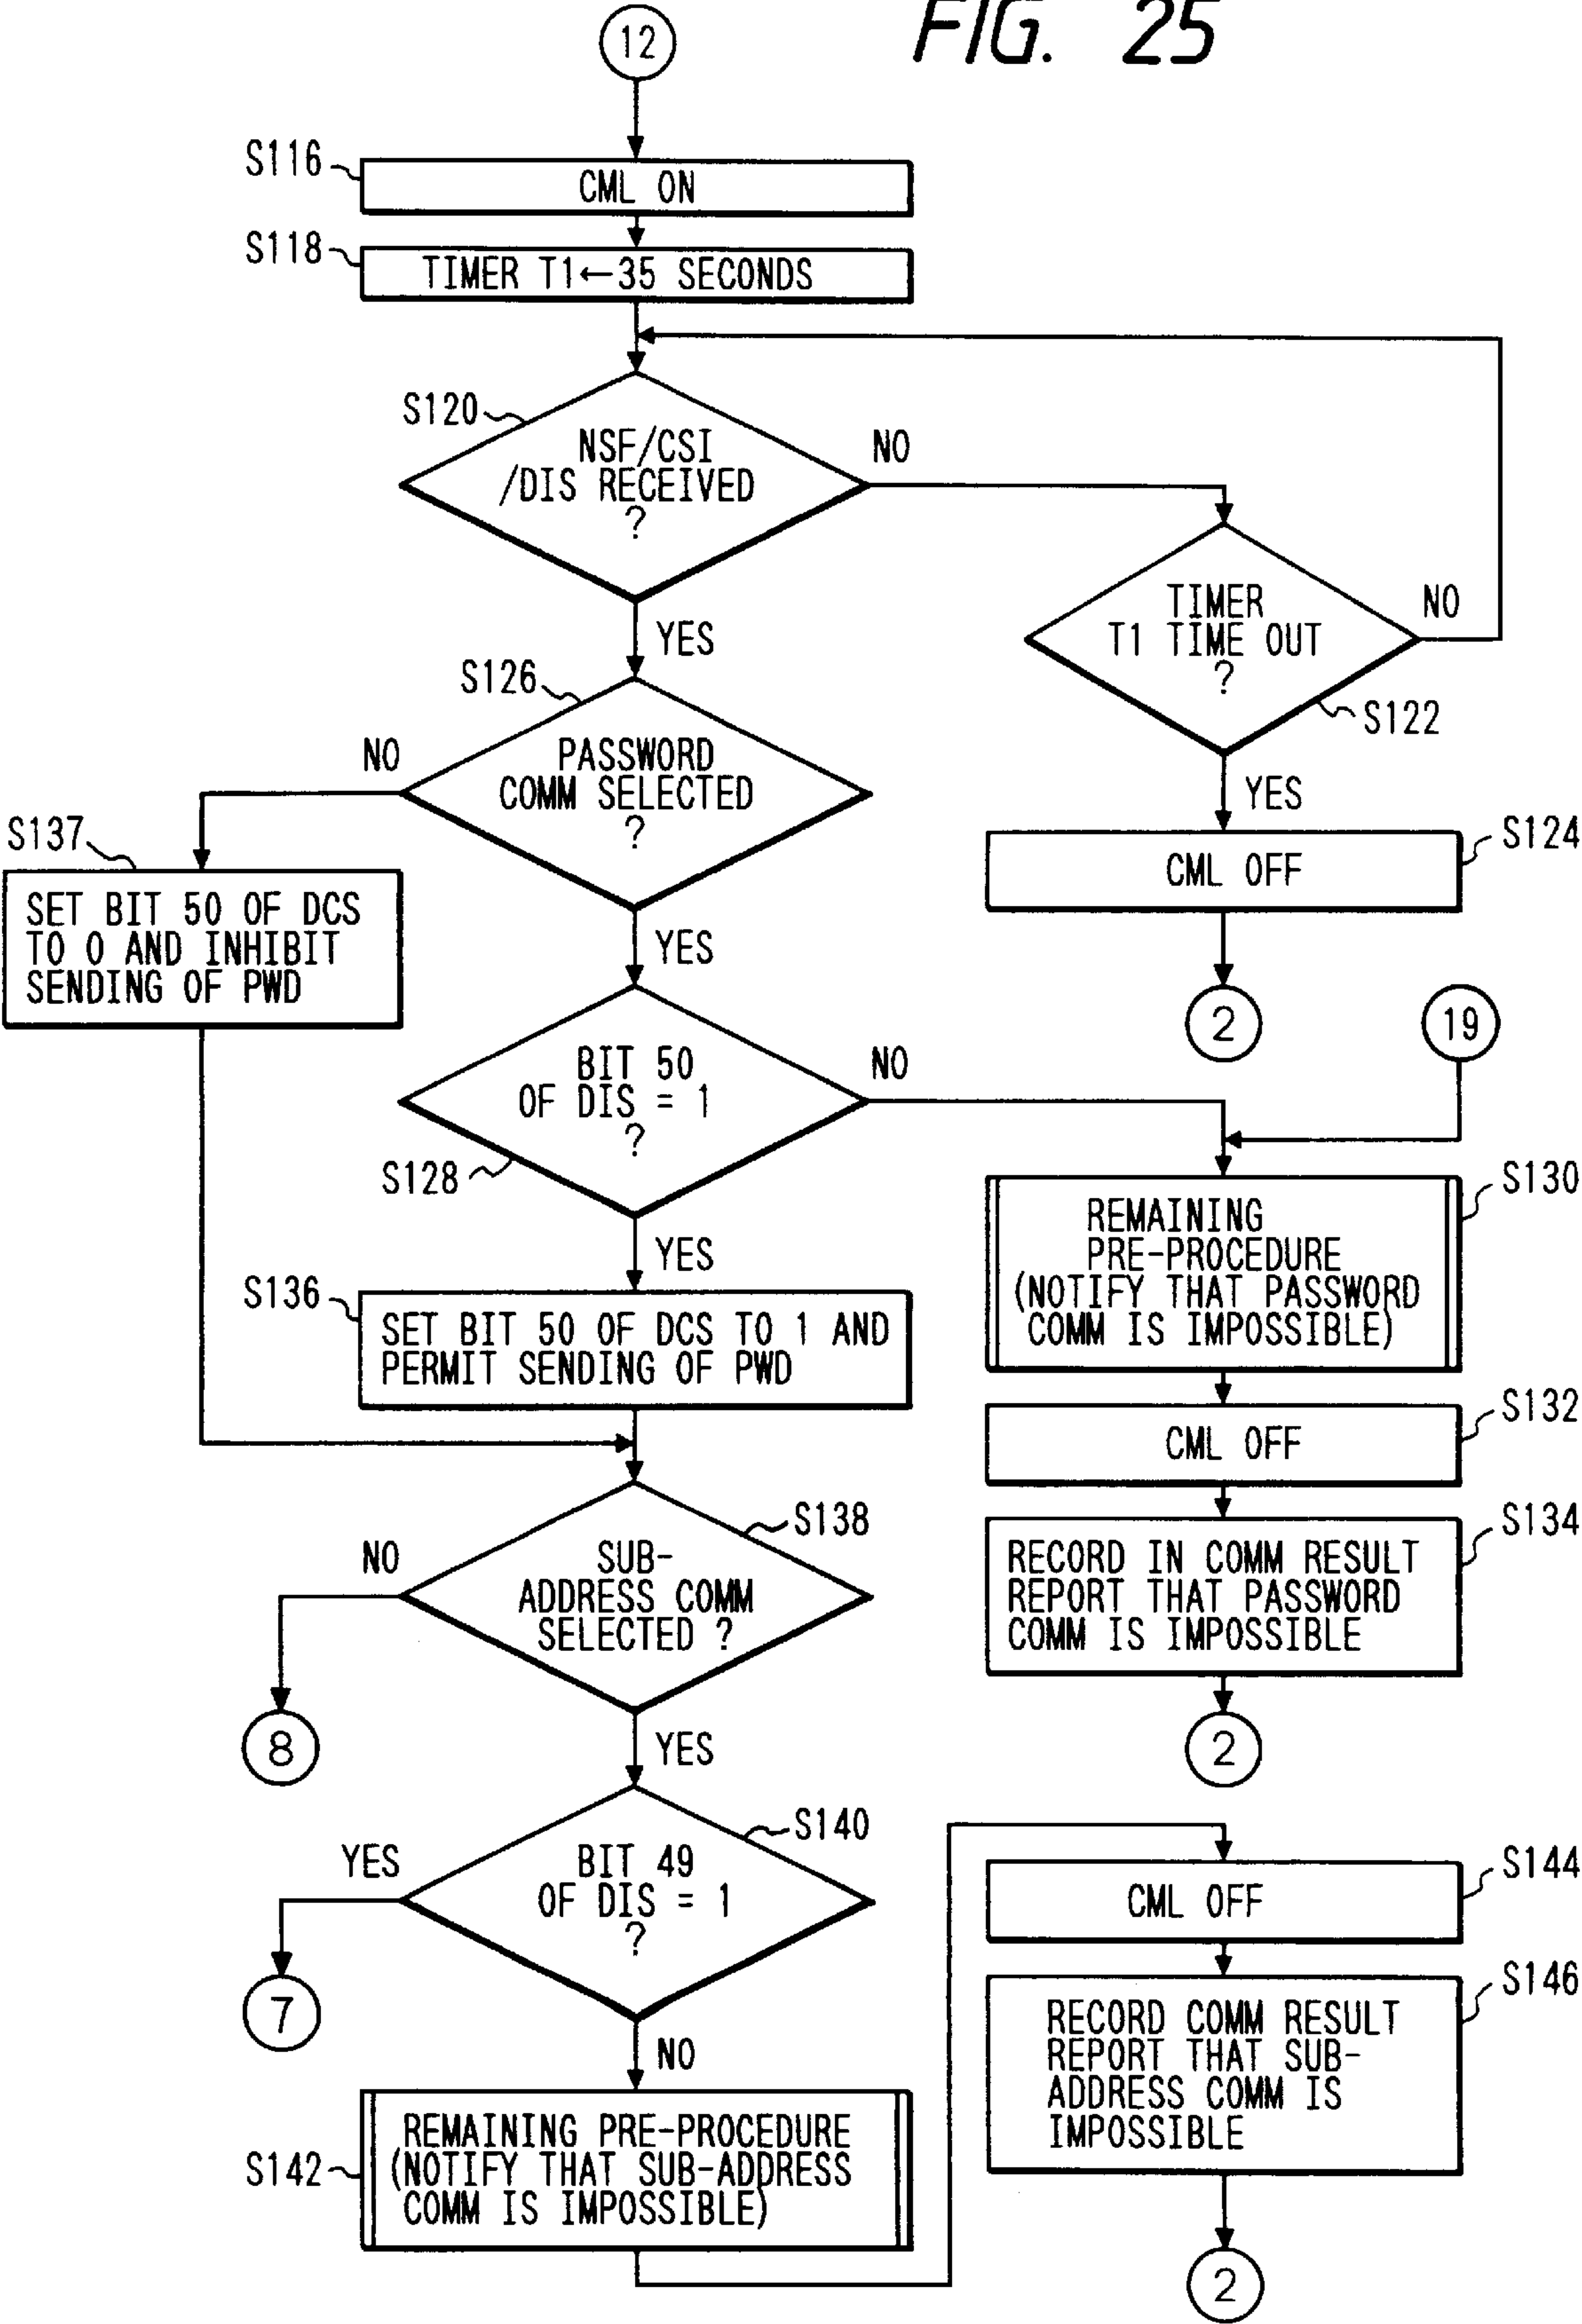 FIG. 25
12
S116
CML ON
S118
TIMER T1←35 SECONDS
S120
NSF/CSI
/DIS RECEIVED
?
NO
YES
TIMER
T1 TIME OUT
?
NO
S122
YES
S124
CML OFF
2
S126
PASSWORD
COMM SELECTED
?
NO
YES
S137
SET BIT 50 OF DCS
TO 0 AND INHIBIT
SENDING OF PWD
BIT 50
OF DIS = 1
?
NO
S128
YES
19
S130
REMAINING
PRE-PROCEDURE
(NOTIFY THAT PASSWORD
COMM IS IMPOSSIBLE)
S136
SET BIT 50 OF DCS TO 1 AND
PERMIT SENDING OF PWD
S132
CML OFF
S134
RECORD IN COMM RESULT
REPORT THAT PASSWORD
COMM IS IMPOSSIBLE
2
S138
SUB-
ADDRESS COMM
SELECTED ?
NO
8
YES
S140
BIT 49
OF DIS = 1
?
YES
7
NO
S142
REMAINING PRE-PROCEDURE
(NOTIFY THAT SUB-ADDRESS
COMM IS IMPOSSIBLE)
S144
CML OFF
S146
RECORD COMM RESULT
REPORT THAT SUB-
ADDRESS COMM IS
IMPOSSIBLE
2